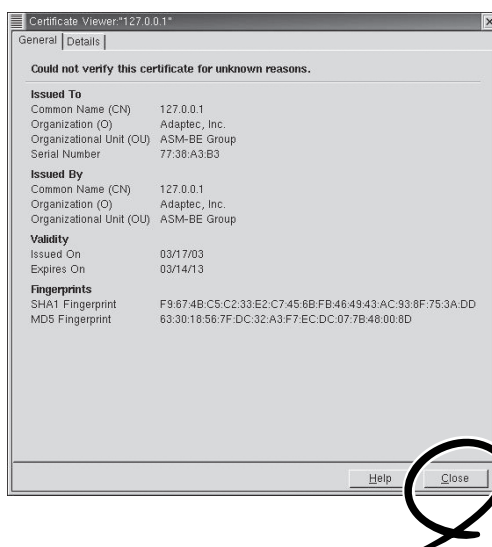 Certificate Viewer:"127.0.0.1"
General Details
Could not verify this certificate for unknown reasons.
Issued To
Common Name (CN) 127.0.0.1
Organization (O) Adaptec, Inc.
Organizational Unit (OU) ASM-BE Group
Serial Number 77:38:A3:B3
Issued By
Common Name (CN) 127.0.0.1
Organization (O) Adaptec, Inc.
Organizational Unit (OU) ASM-BE Group
Validity
Issued On 03/17/03
Expires On 03/14/13
Fingerprints
SHA1 Fingerprint F9:67:4B:C5:C2:33:E2:C7:45:6B:FB:46:49:43:AC:93:8F:75:3A:DD
MD5 Fingerprint 63:30:18:56:7F:DC:32:A3:F7:EC:DC:07:7B:48:00:8D
Help Close